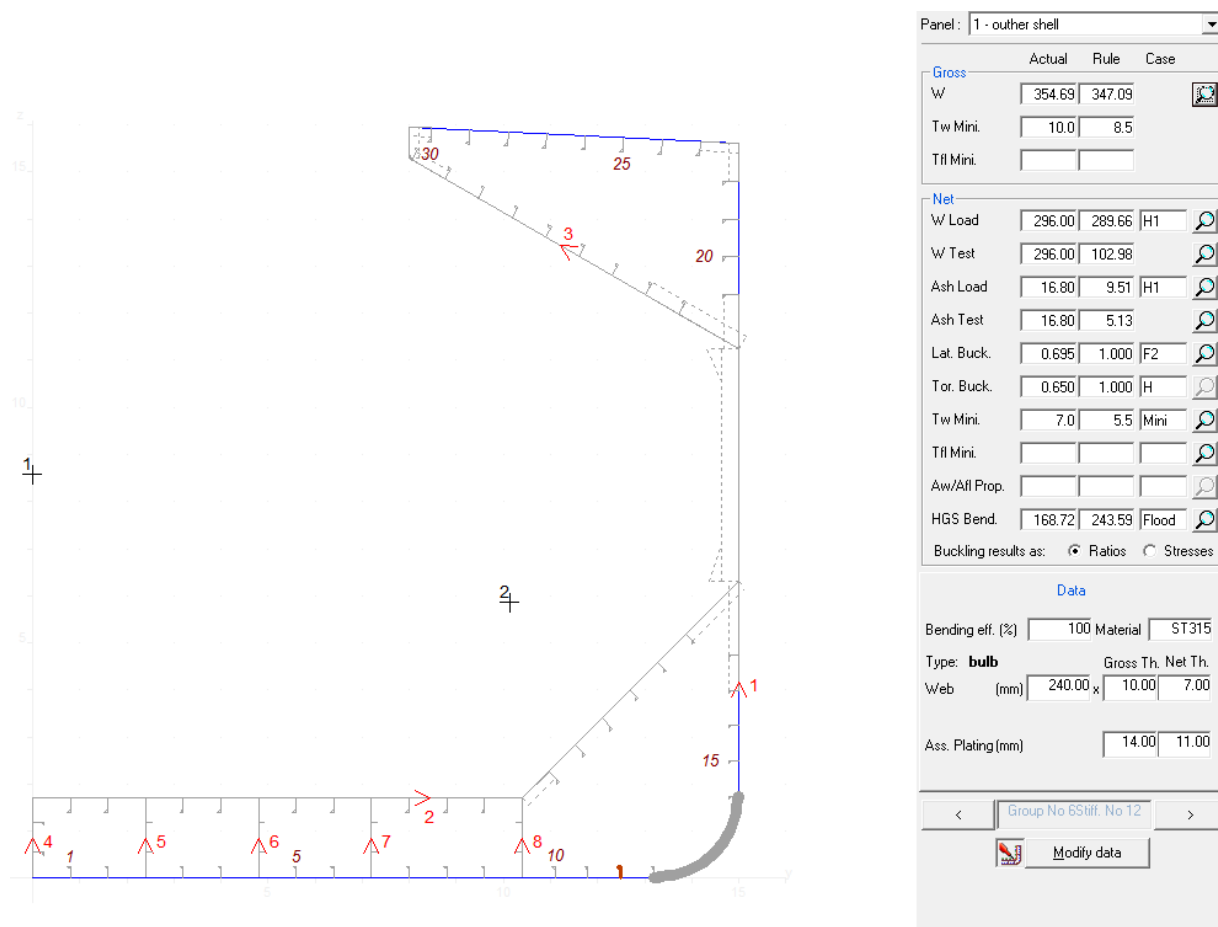 Panel : 1 - outher shell
Actual Rule Case
Gross
W 354.69 347.09
Tw Mini. 10.0 8.5
Tfl Mini.
Net
W Load 296.00 289.66 H1
W Test 296.00 102.98
Ash Load 16.80 9.51 H1
Ash Test 16.80 5.13
Lat. Buck. 0.695 1.000 F2
Tor. Buck. 0.650 1.000 H
Tw Mini. 7.0 5.5 Mini
Tfl Mini.
Aw/Afl Prop.
HGS Bend. 168.72 243.59 Flood
Buckling results as: Ratios Stresses
Data
Bending eff. (%) 100 Material ST315
Type: bulb Gross Th. Net Th.
Web (mm) 240.00 x 10.00 7.00
Ass. Plating (mm) 14.00 11.00
< Group No 6Stiff. No 12 >
Modify data
z
15
30
25
3
20
10
1
2
5
1
15
2
4 5 6 7 8
1 5 10
5 10 15 y